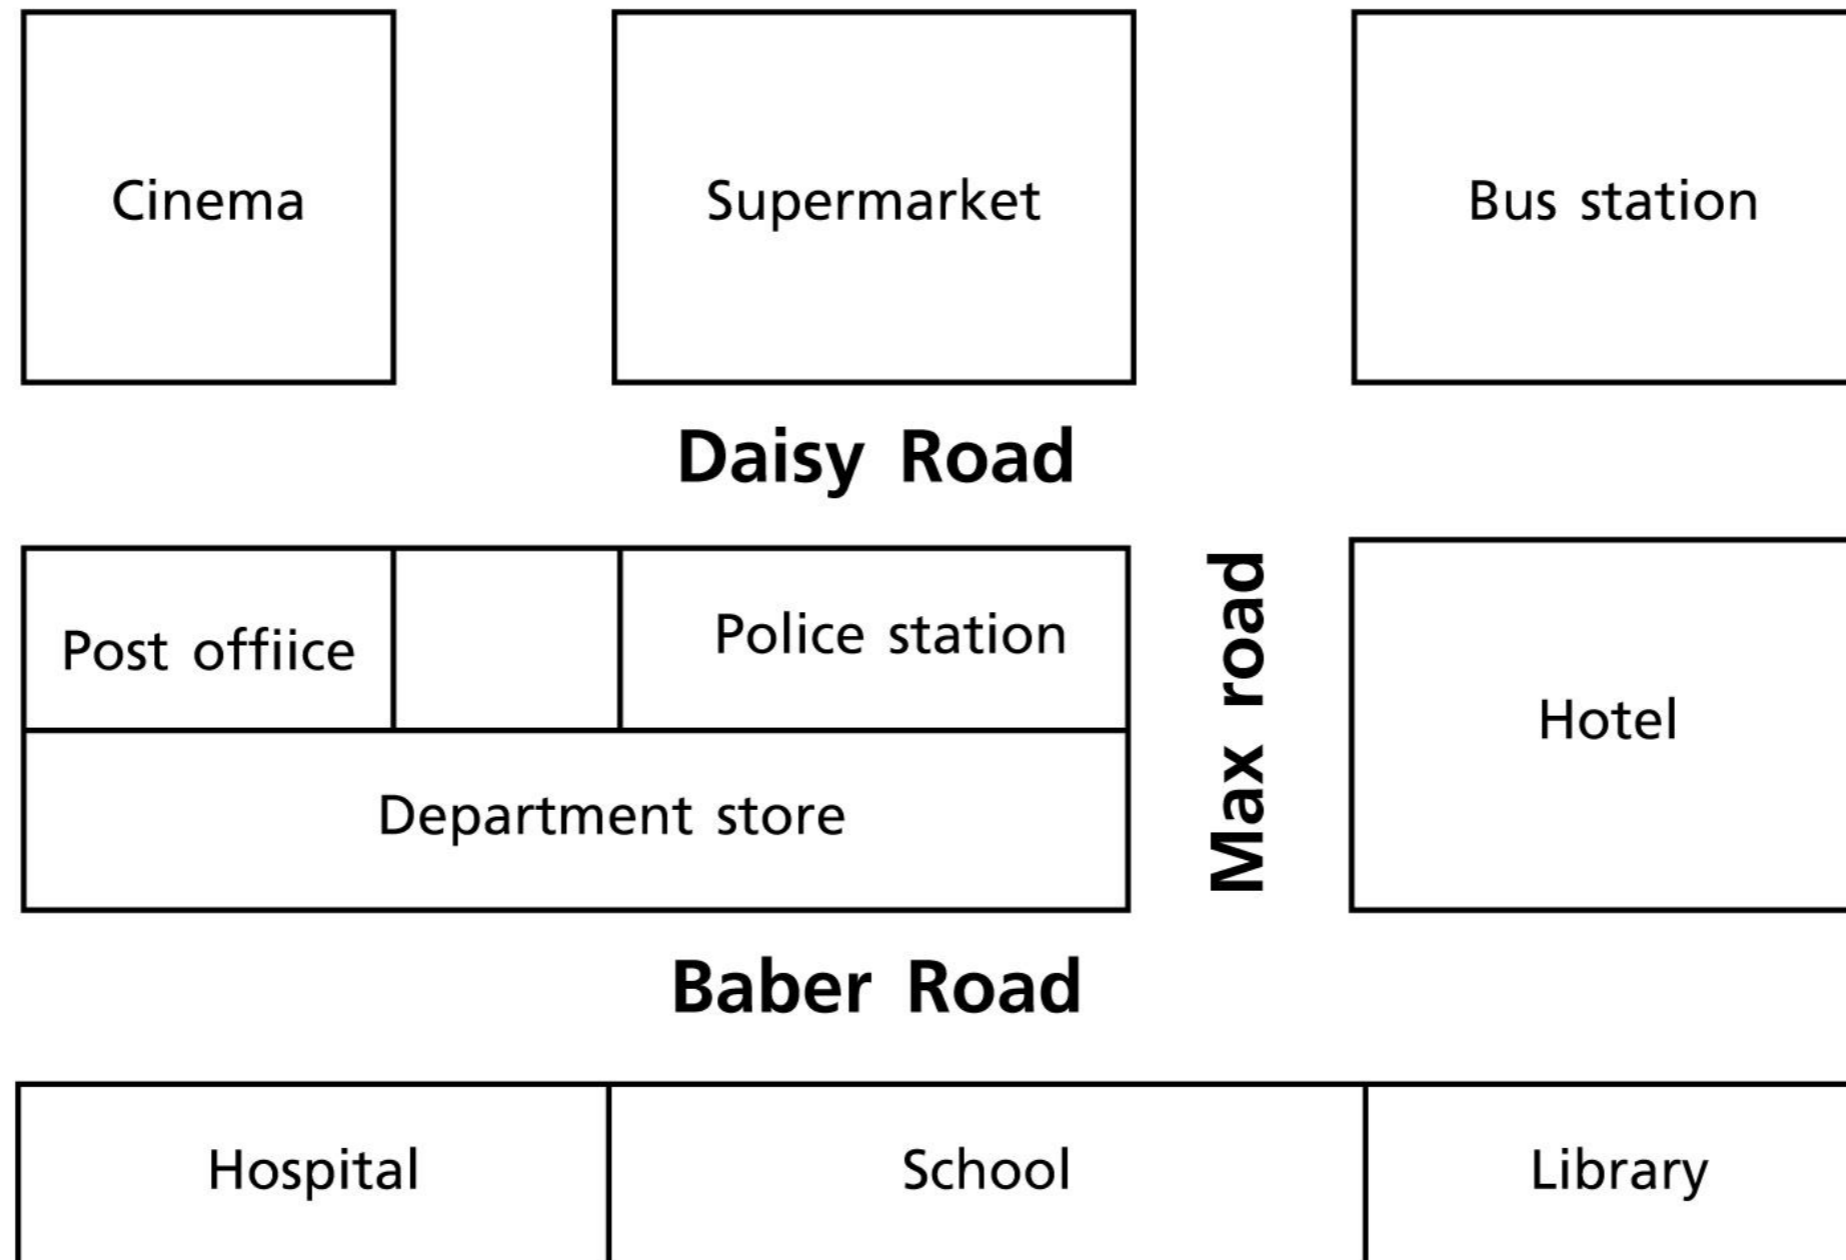 Cinema
Supermarket
Bus station
Daisy Road
Post offiice
Police station
Max road
Hotel
Department store
Baber Road
Hospital
School
Library